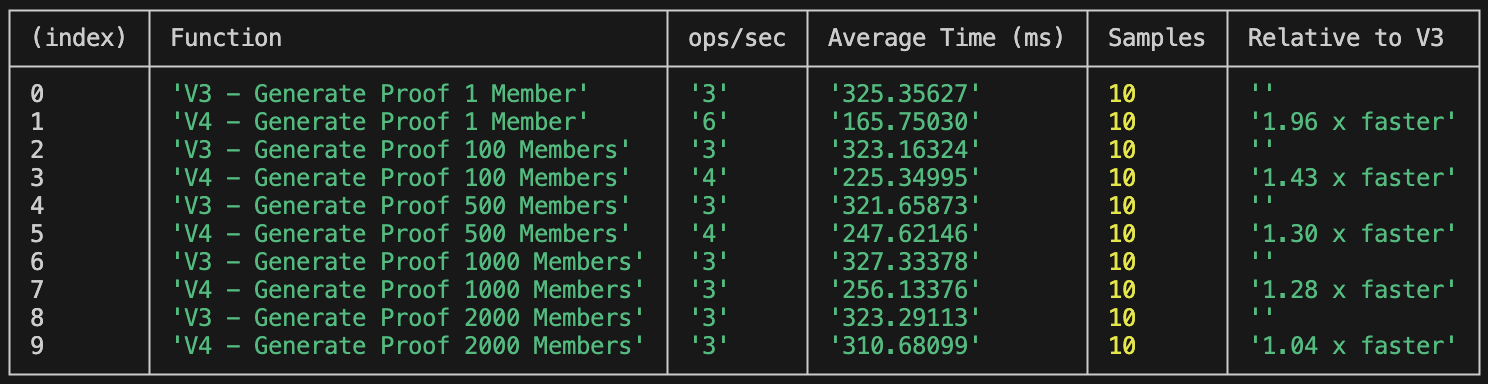 (index) Function ops/sec Average Time (ms) Samples Relative to V3
0 'V3 – Generate Proof 1 Member' '3' '325.35627' 10 ''
1 'V4 – Generate Proof 1 Member' '6' '165.75030' 10 '1.96 x faster'
2 'V3 – Generate Proof 100 Members' '3' '323.16324' 10 ''
3 'V4 – Generate Proof 100 Members' '4' '225.34995' 10 '1.43 x faster'
4 'V3 – Generate Proof 500 Members' '3' '321.65873' 10 ''
5 'V4 – Generate Proof 500 Members' '4' '247.62146' 10 '1.30 x faster'
6 'V3 – Generate Proof 1000 Members' '3' '327.33378' 10 ''
7 'V4 – Generate Proof 1000 Members' '3' '256.13376' 10 '1.28 x faster'
8 'V3 – Generate Proof 2000 Members' '3' '323.29113' 10 ''
9 'V4 – Generate Proof 2000 Members' '3' '310.68099' 10 '1.04 x faster'